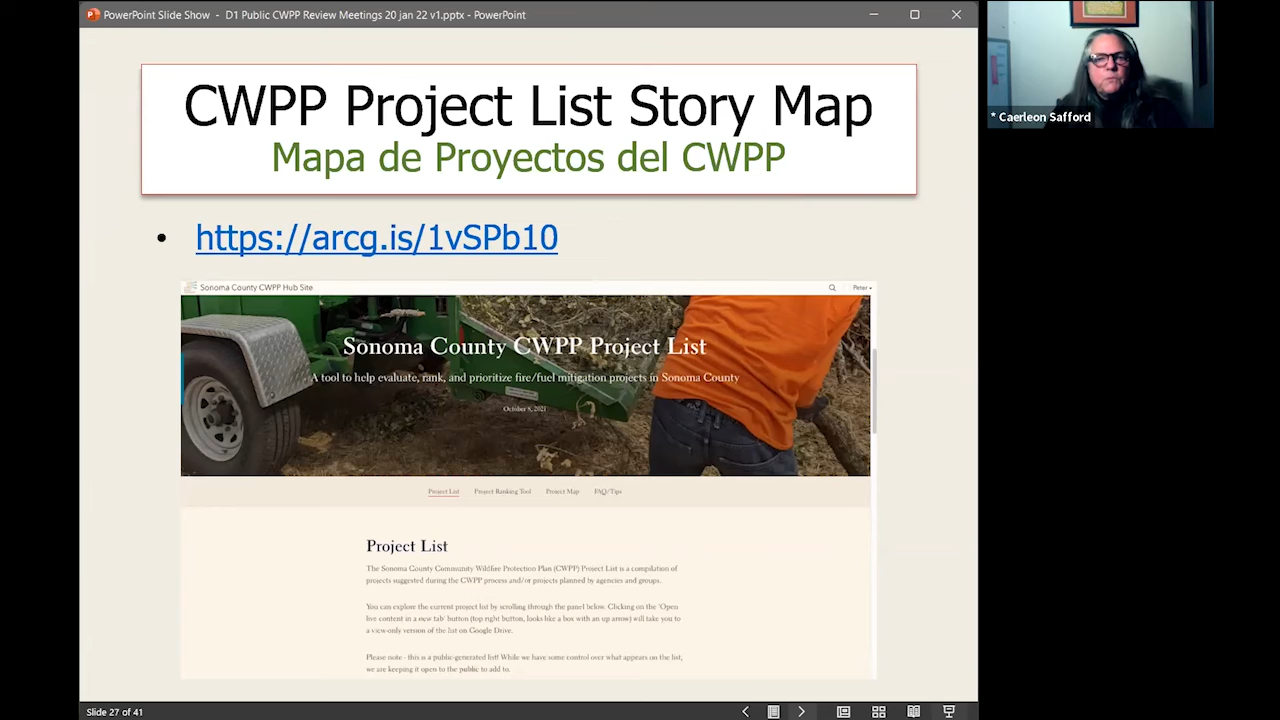 PowerPoint Slide Show - D1 Public CWPP Review Meetings 20 jan 22 v1.pptx - PowerPoint
* Caerleon Safford
CWPP Project List Story Map
Mapa de Proyectos del CWPP
• https://arcg.is/1vSPb10
Sonoma County CWPP Hub Site
Peter
Sonoma County CWPP Project List
A tool to help evaluate, rank, and prioritize fire/fuel mitigation projects in Sonoma County
October 8, 2021
Project List Project Ranking Tool Project Map FAQ/Tips
Project List
The Sonoma County Community Wildfire Protection Plan (CWPP) Project List is a compilation of
projects suggested during the CWPP process and/or projects planned by agencies and groups.
You can explore the current project list by scrolling through the panel below. Clicking on the 'Open
live content in a new tab' button (top right button, looks like a box with an up arrow) will take you to
a view-only version of the list on Google Drive.
Please note - this is a public-generated list! While we have some control over what appears on the list,
we are keeping it open to the public to add to.
Slide 27 of 41